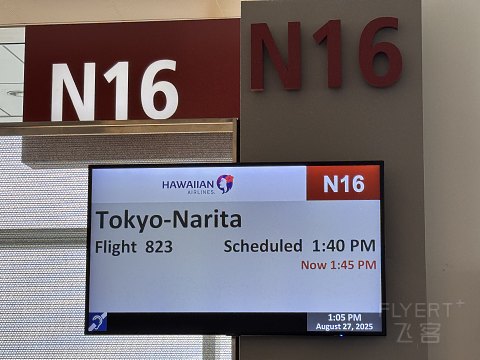 N16
N16
HAWAIIAN
AIRLINES.
N16
Tokyo-Narita
Flight 823 Scheduled 1:40 PM
Now 1:45 PM
1:05 PM
August 27, 2025
FLYERT+
飞客